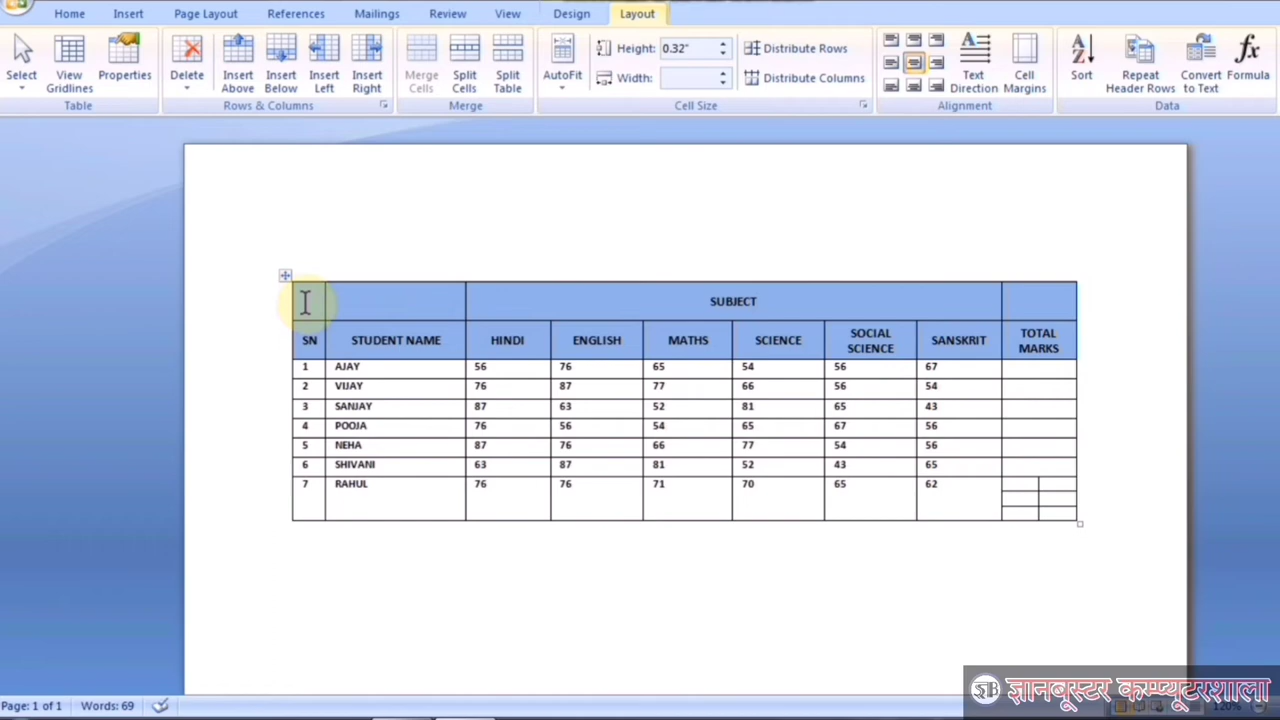 Home Insert Page Layout References Mailings Review View Design Layout
Select View Gridlines Properties Delete Insert Above Insert Below Insert Left Insert Right Merge Cells Split Cells Split Table AutoFit Height: 0.32" Width: Distribute Rows Distribute Columns Text Direction Cell Margins Sort Repeat Header Rows Convert to Text Formula
Table Rows & Columns Merge Cell Size Alignment Data
SUBJECT
SN STUDENT NAME HINDI ENGLISH MATHS SCIENCE SOCIAL SCIENCE SANSKRIT TOTAL MARKS
1 AJAY 56 76 65 54 56 67
2 VIJAY 76 87 77 66 56 54
3 SANJAY 87 63 52 81 65 43
4 POOJA 76 56 54 65 67 56
5 NEHA 87 76 66 77 54 56
6 SHIVANI 63 87 81 52 43 65
7 RAHUL 76 76 71 70 65 62
ज्ञानबूस्टर कम्प्यूटरशाला
Page: 1 of 1 Words: 69 120%